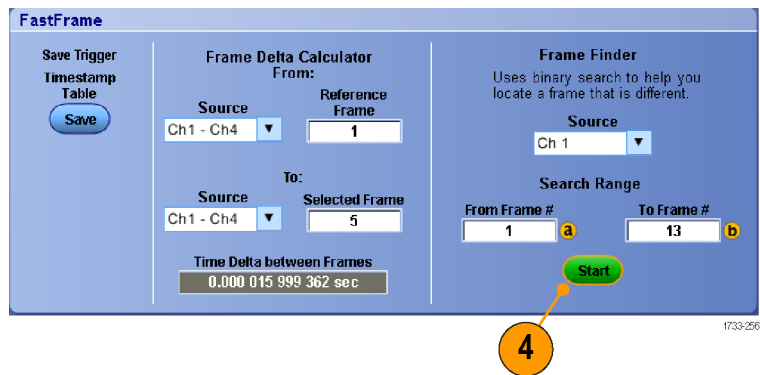 FastFrame
Save Trigger
Timestamp
Table
Save
Frame Delta Calculator
From:
Source
Reference
Frame
Ch1 - Ch4
1
To:
Source
Selected Frame
Ch1 - Ch4
5
Time Delta between Frames
0.000 015 999 362 sec
Frame Finder
Uses binary search to help you
locate a frame that is different.
Source
Ch 1
Search Range
From Frame #
To Frame #
1
a
13
b
Start
4
1733-256